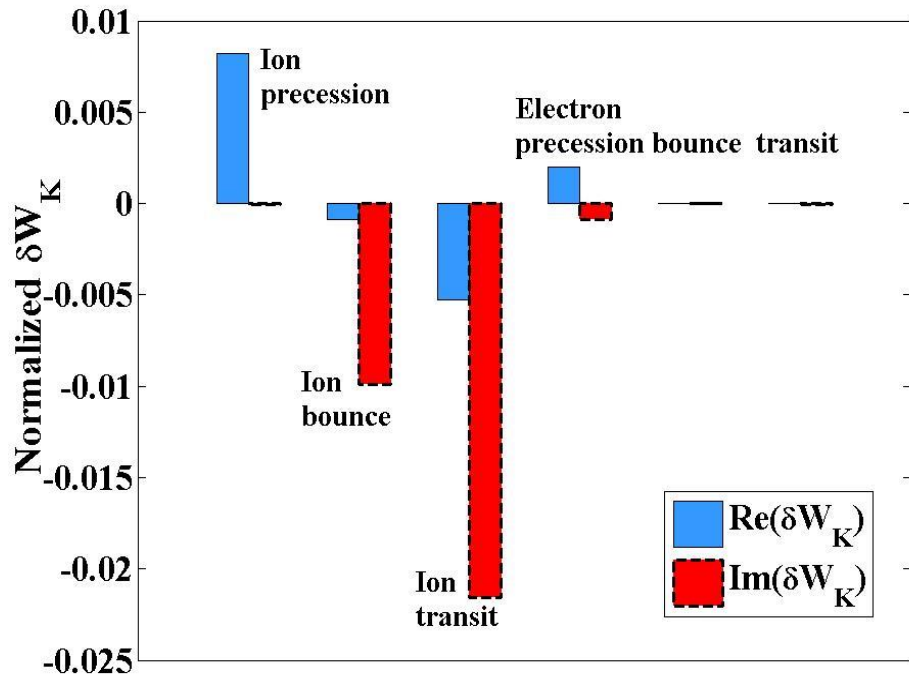 Normalized δW_K
0.01
0.005
0
-0.005
-0.01
-0.015
-0.02
-0.025
Ion
precession
Ion
bounce
Ion
transit
Electron
precession bounce transit
Re(δW_K)
Im(δW_K)